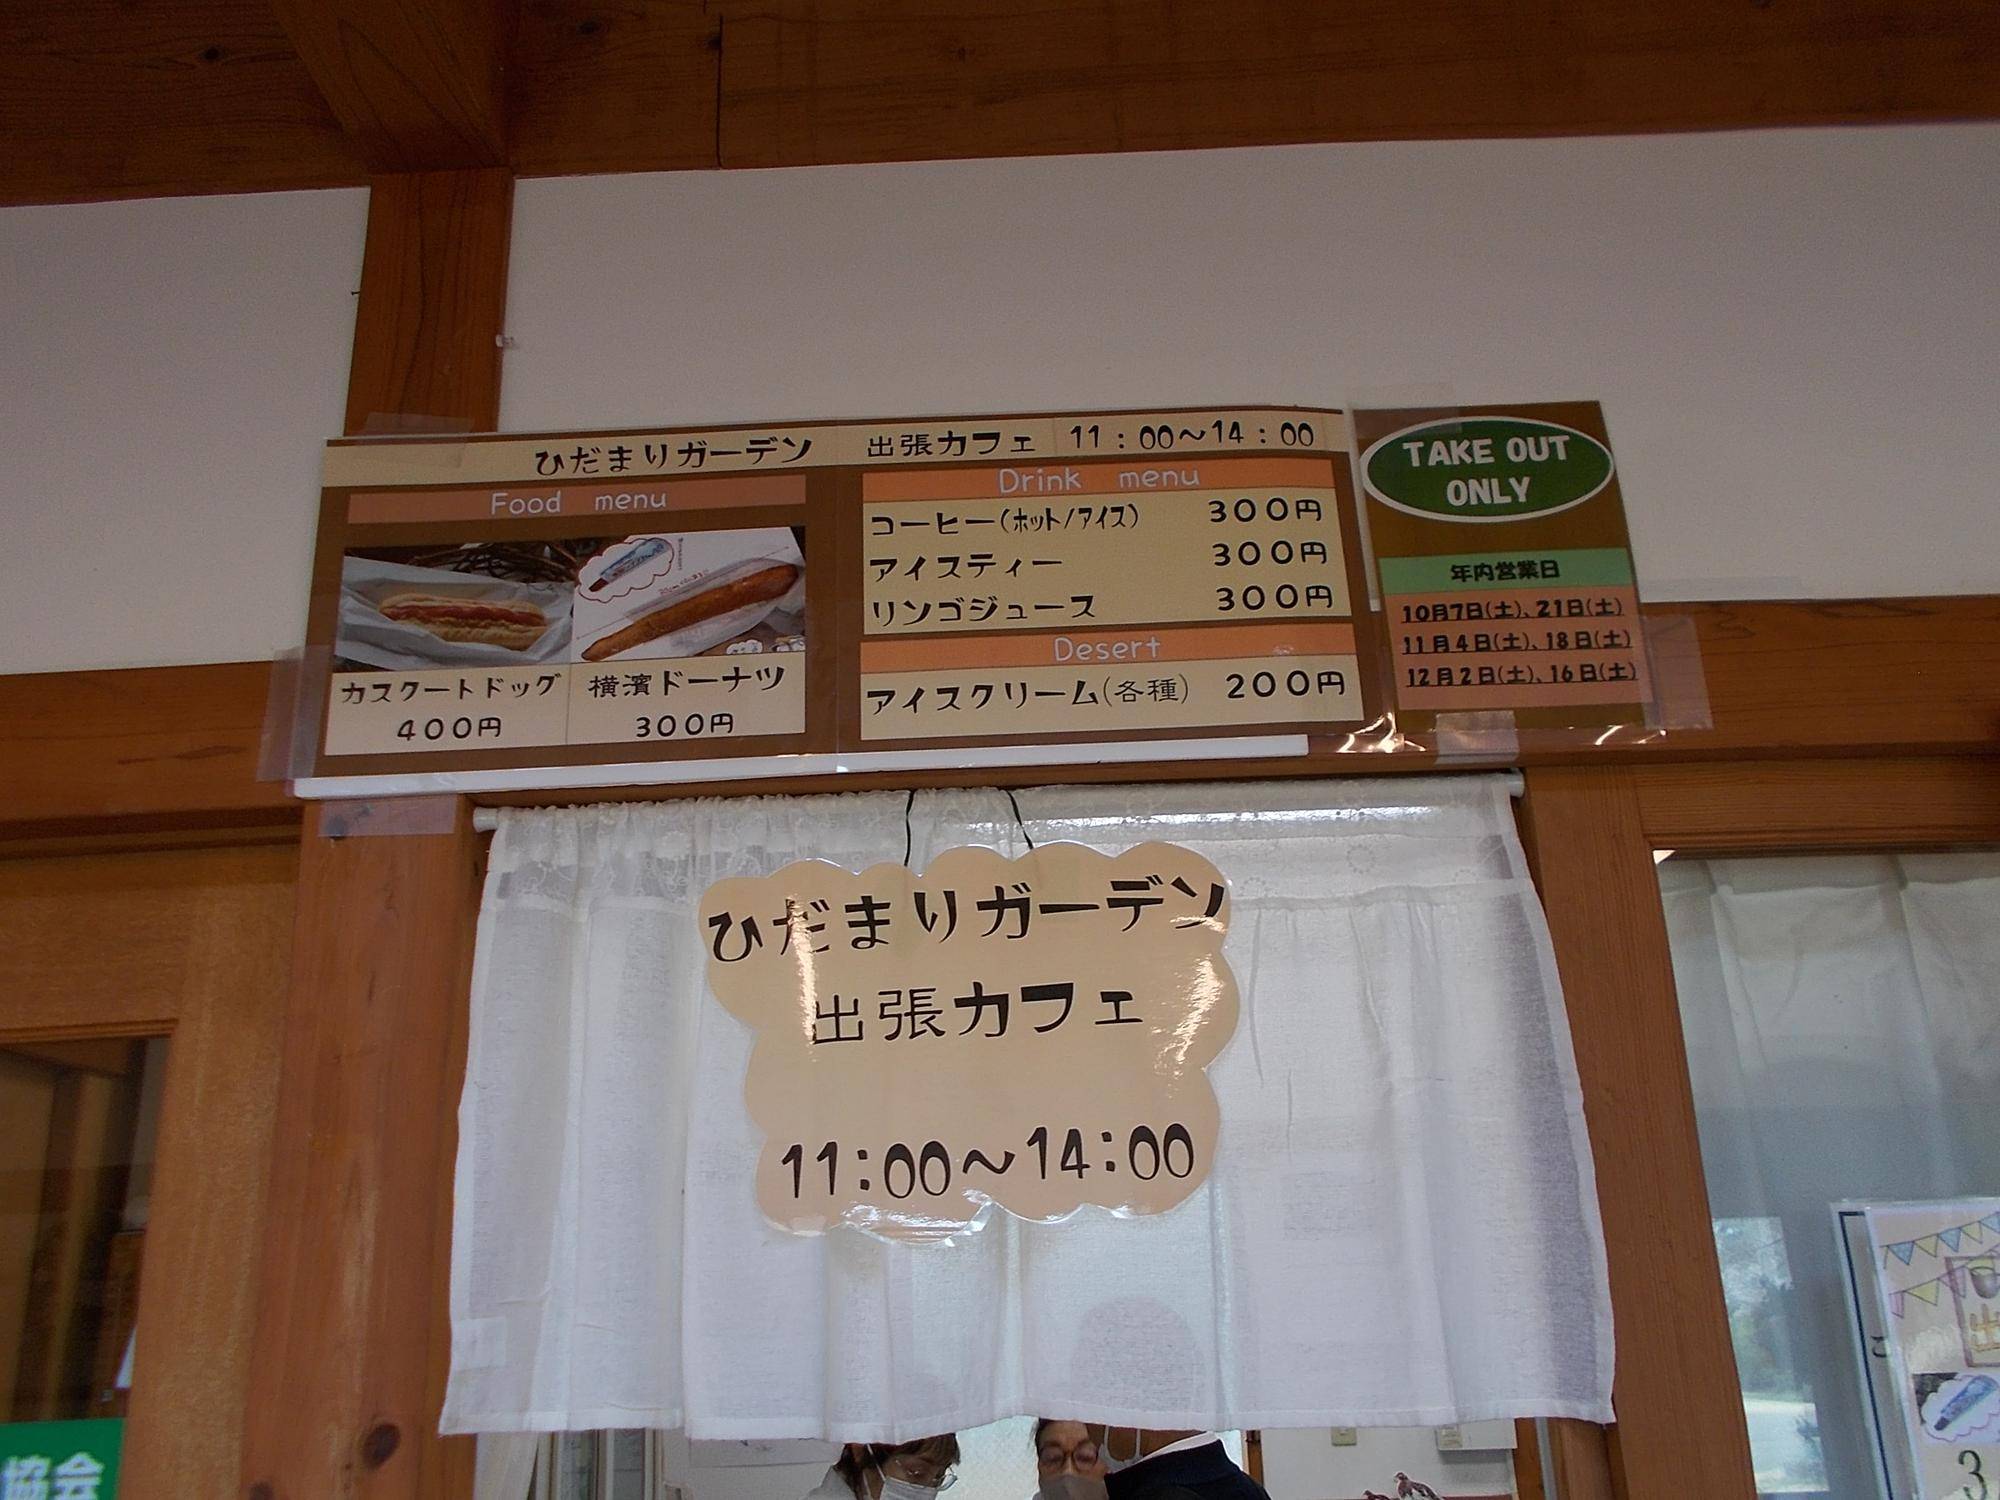 ひだまりガーデン 出張カフェ 11:00～14:00
Food menu
カスクートドッグ
400円
横濱ドーナツ
300円
Drink menu
コーヒー(ホット/アイス) 300円
アイスティー 300円
リンゴジュース 300円
Desert
アイスクリーム(各種) 200円
TAKE OUT
ONLY
年内営業日
10月7日(土)、21日(土)
11月4日(土)、18日(土)
12月2日(土)、16日(土)
ひだまりガーデン
出張カフェ
11:00～14:00
協会
3